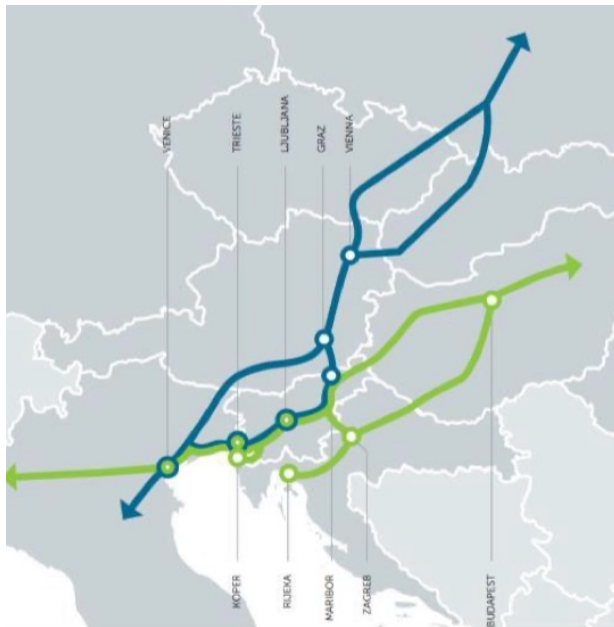 VENICE
TRIESTE
LJUBLJANA
GRAZ
VIENNA
KOPER
RIJEKA
MARIBOR
ZAGREB
BUDAPEST